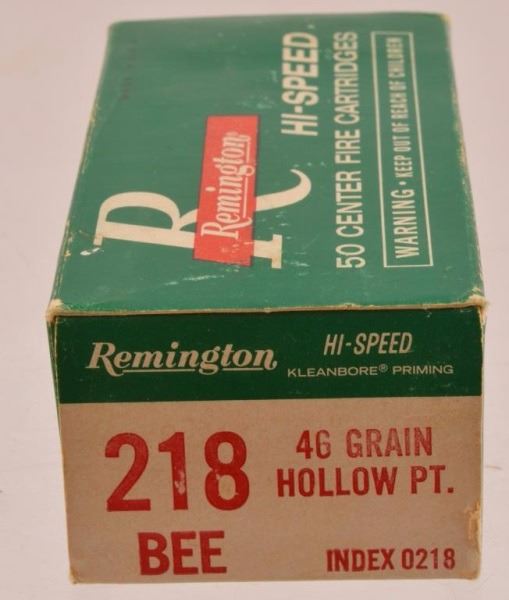 R
Remington
HI-SPEED
50 CENTER FIRE CARTRIDGES
WARNING • KEEP OUT OF REACH OF CHILDREN
Remington
HI-SPEED
KLEANBORE® PRIMING
218
BEE
46 GRAIN
HOLLOW PT.
INDEX 0218